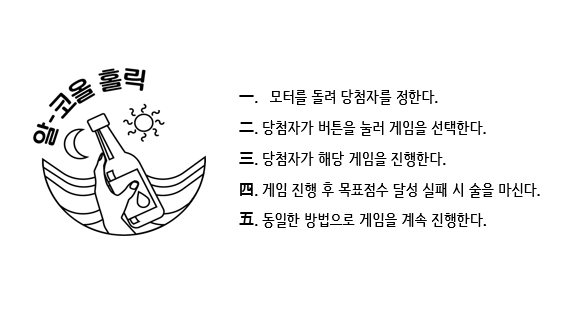 알-코올 홀릭
一. 모터를 돌려 당첨자를 정한다.
二. 당첨자가 버튼을 눌러 게임을 선택한다.
三. 당첨자가 해당 게임을 진행한다.
四. 게임 진행 후 목표점수 달성 실패 시 술을 마신다.
五. 동일한 방법으로 게임을 계속 진행한다.